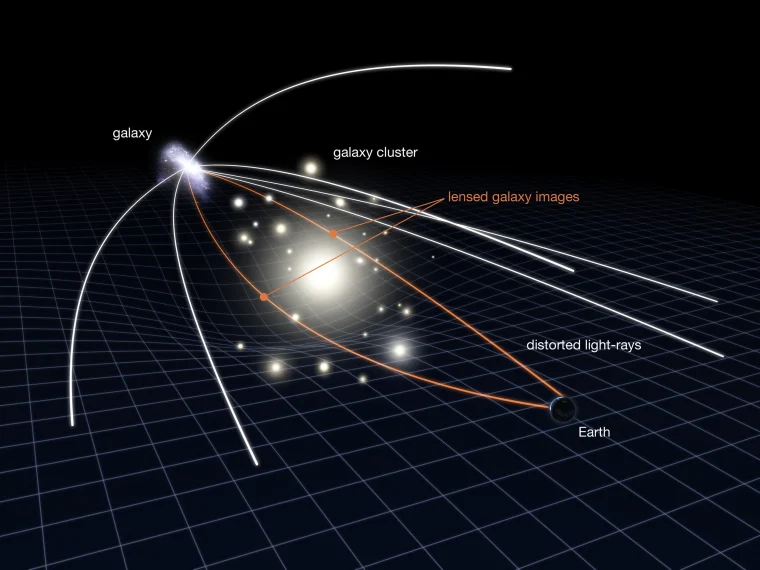 galaxy
galaxy cluster
lensed galaxy images
distorted light-rays
Earth